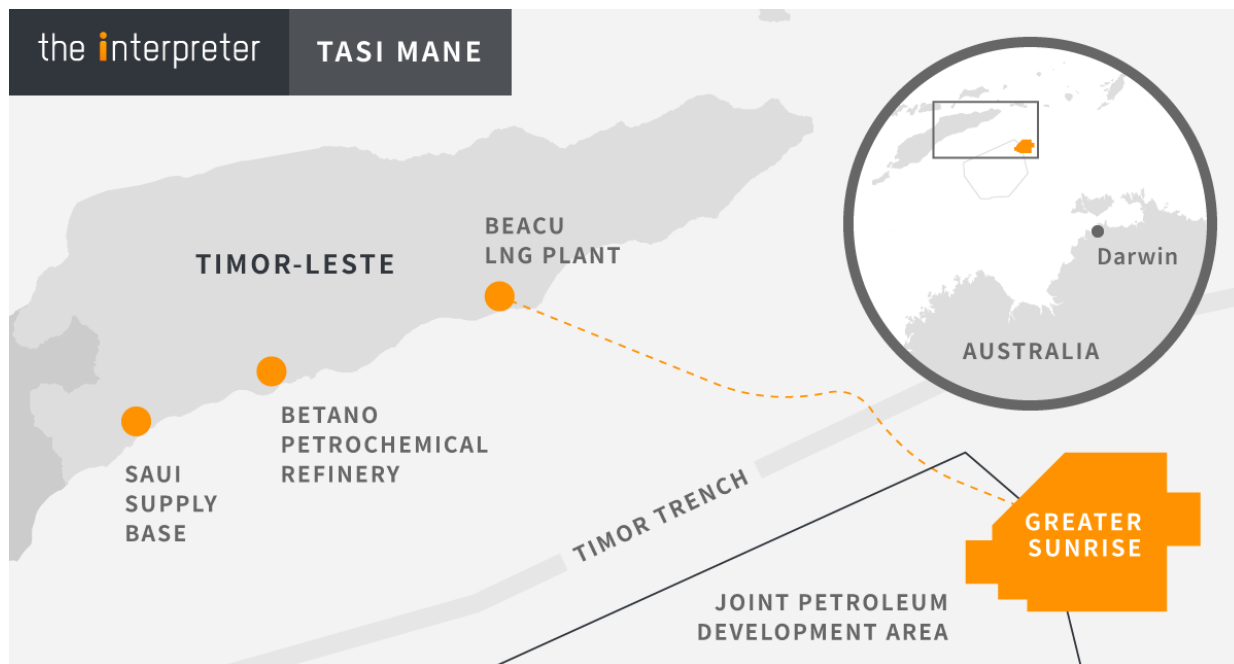 the interpreter
TASI MANE
BEACU
LNG PLANT
TIMOR-LESTE
Darwin
AUSTRALIA
BETANO
PETROCHEMICAL
REFINERY
SAUI
SUPPLY
BASE
TIMOR TRENCH
GREATER
SUNRISE
JOINT PETROLEUM
DEVELOPMENT AREA